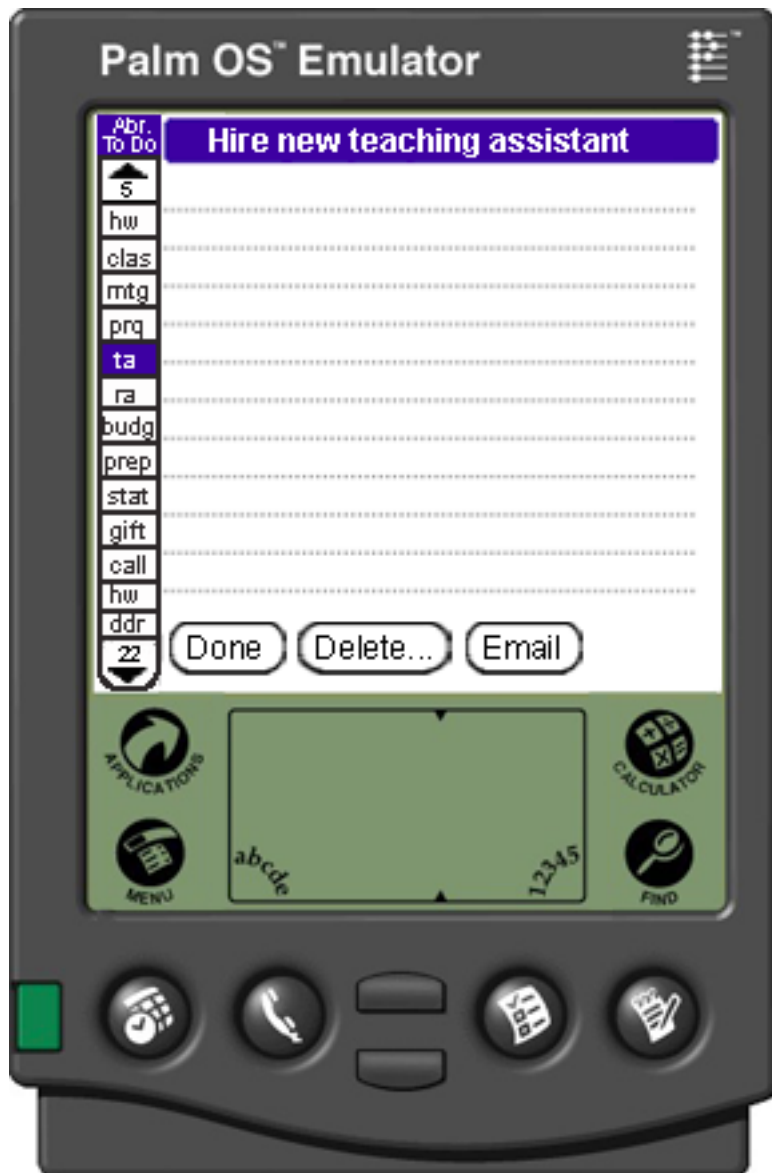 Palm OS™ Emulator
™
Abr.
To Do
Hire new teaching assistant
5
hw
clas
mtg
prq
ta
ra
budg
prep
stat
gift
call
hw
ddr
22
Done
Delete...
Email
APPLICATIONS
CALCULATOR
MENU
abcde
12345
FIND